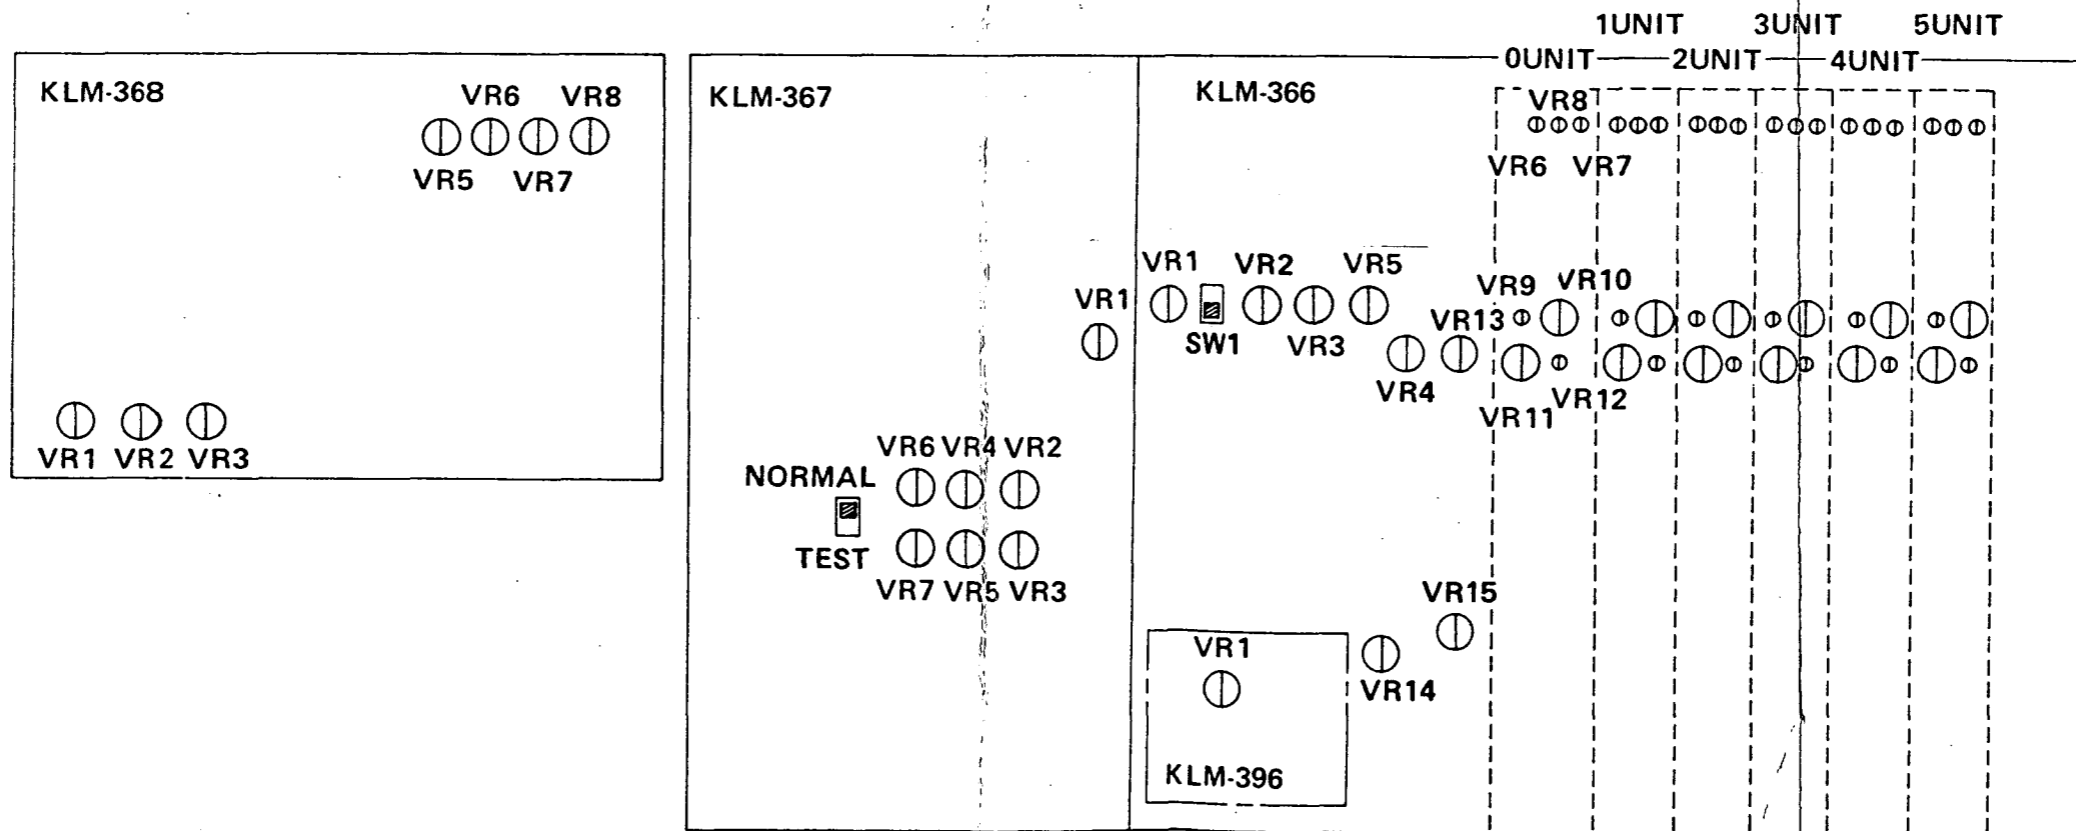 1UNIT 3UNIT 5UNIT
0UNIT 2UNIT 4UNIT
KLM-368
VR6 VR8
VR5 VR7
VR1 VR2 VR3
KLM-367
VR1
VR6 VR4 VR2
NORMAL
TEST
VR7 VR5 VR3
KLM-366
VR8
VR6 VR7
VR1 VR2 VR5
SW1 VR3
VR13
VR4
VR9 VR10
VR11 VR12
VR15
VR14
VR1
KLM-396